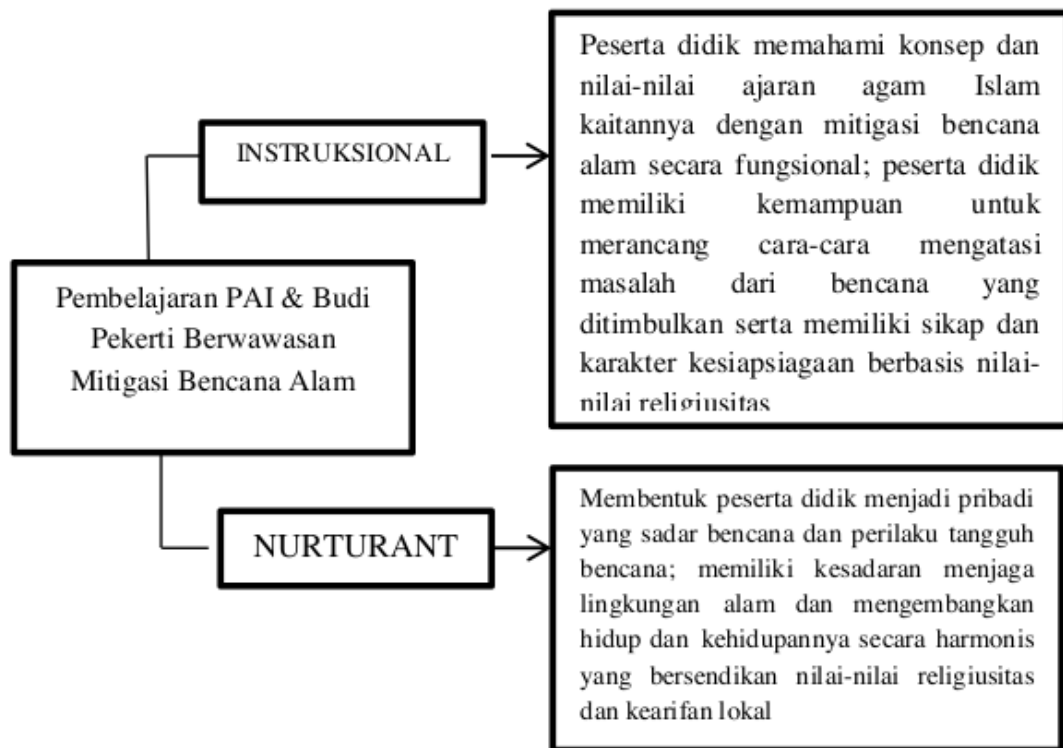 Peserta didik memahami konsep dan
nilai-nilai ajaran agam Islam
kaitannya dengan mitigasi bencana
alam secara fungsional; peserta didik
memiliki kemampuan untuk
merancang cara-cara mengatasi
masalah dari bencana yang
ditimbulkan serta memiliki sikap dan
karakter kesiapsiagaan berbasis nilai-
nilai religiusitas
INSTRUKSIONAL
Pembelajaran PAI & Budi
Pekerti Berwawasan
Mitigasi Bencana Alam
NURTURANT
Membentuk peserta didik menjadi pribadi
yang sadar bencana dan perilaku tangguh
bencana; memiliki kesadaran menjaga
lingkungan alam dan mengembangkan
hidup dan kehidupannya secara harmonis
yang bersendikan nilai-nilai religiusitas
dan kearifan lokal